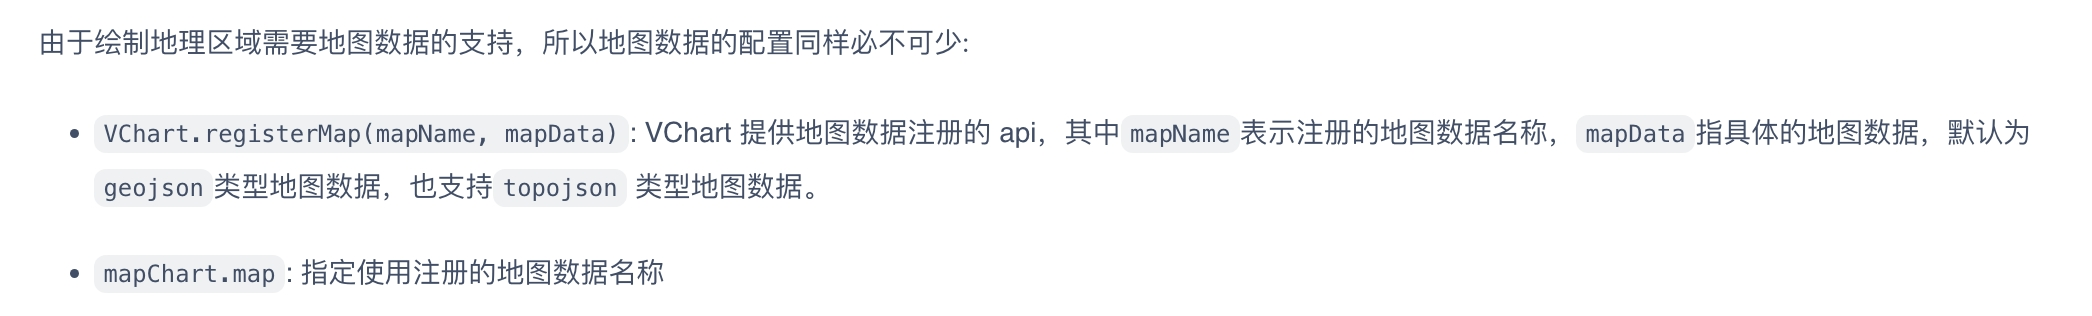 由于绘制地理区域需要地图数据的支持，所以地图数据的配置同样必不可少:
• VChart.registerMap(mapName, mapData): VChart 提供地图数据注册的 api，其中mapName表示注册的地图数据名称，mapData指具体的地图数据，默认为
geojson类型地图数据，也支持topojson 类型地图数据。
• mapChart.map: 指定使用注册的地图数据名称